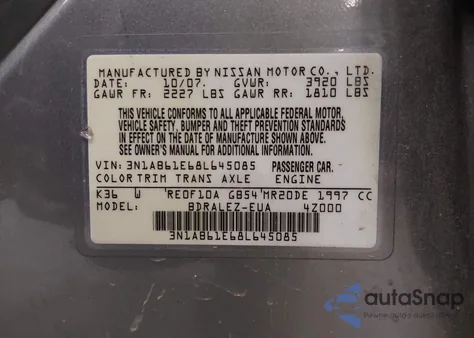 MANUFACTURED BY NISSAN MOTOR CO., LTD.
DATE: 10/07. GVWR: 3920 LBS
GAWR FR: 2227 LBS GAWR RR: 1810 LBS
THIS VEHICLE CONFORMS TO ALL APPLICABLE FEDERAL MOTOR
VEHICLE SAFETY, BUMPER AND THEFT PREVENTION STANDARDS
IN EFFECT ON THE DATE OF MANUFACTURE SHOWN ABOVE.
SEE OWNER'S MANUAL FOR ADDITIONAL INFORMATION
VIN: 3N1AB61E68L645085 PASSENGER CAR.
COLOR TRIM TRANS AXLE ENGINE
K36 W RE0F10A GB54 MR20DE 1997 CC
MODEL: BDRALEZ-EUA 4Z000
3N1AB61E68L645085
autoSnap